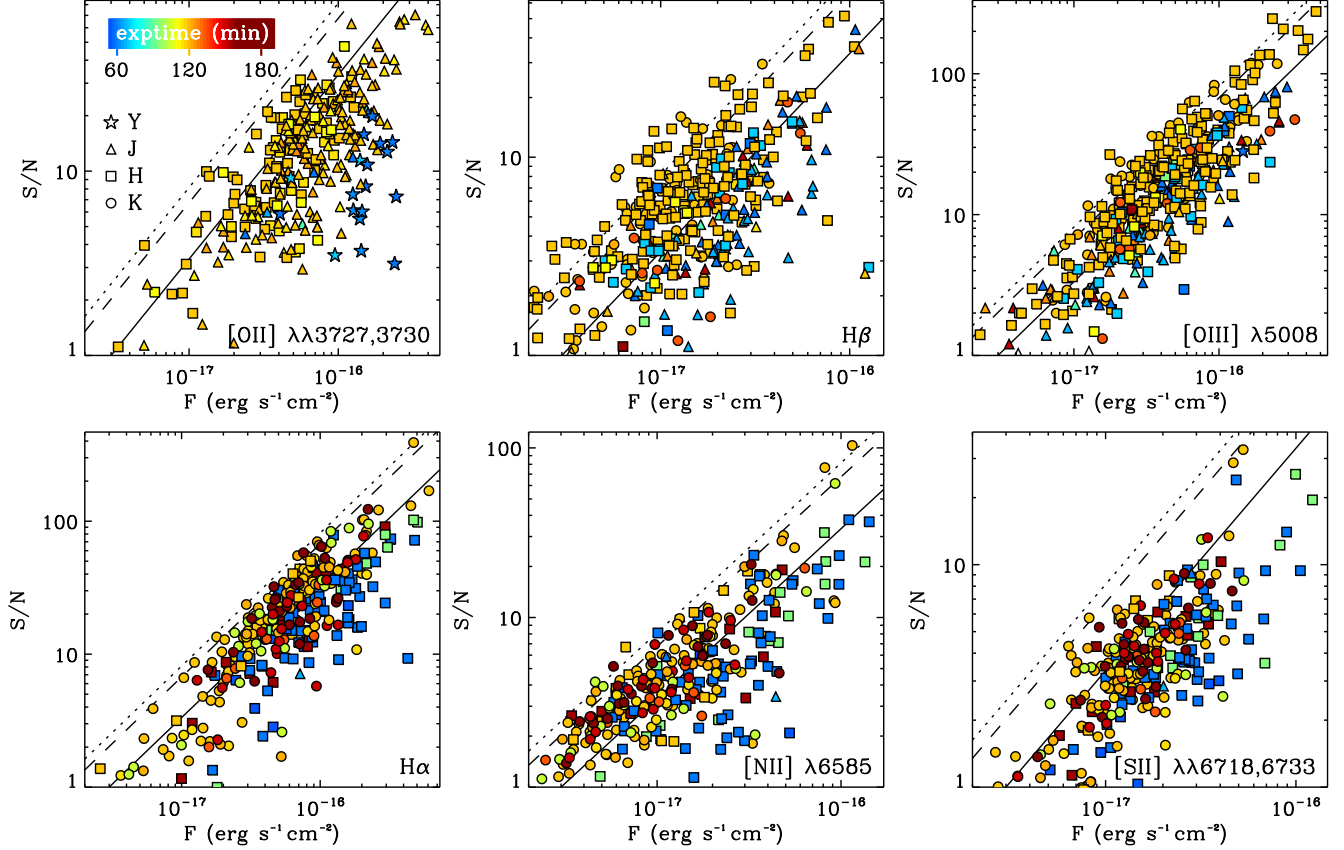 exptime (min)
60 120 180
Y
J
H
K
S/N
10
1
[OII] λλ3727,3730
10⁻¹⁷ 10⁻¹⁶
F (erg s⁻¹ cm⁻²)
S/N
10
1
Hβ
10⁻¹⁷ 10⁻¹⁶
F (erg s⁻¹ cm⁻²)
S/N
100
10
1
[OIII] λ5008
10⁻¹⁷ 10⁻¹⁶
F (erg s⁻¹ cm⁻²)
S/N
100
10
1
Hα
10⁻¹⁷ 10⁻¹⁶
F (erg s⁻¹ cm⁻²)
S/N
100
10
1
[NII] λ6585
10⁻¹⁷ 10⁻¹⁶
F (erg s⁻¹ cm⁻²)
S/N
10
1
[SII] λλ6718,6733
10⁻¹⁷ 10⁻¹⁶
F (erg s⁻¹ cm⁻²)